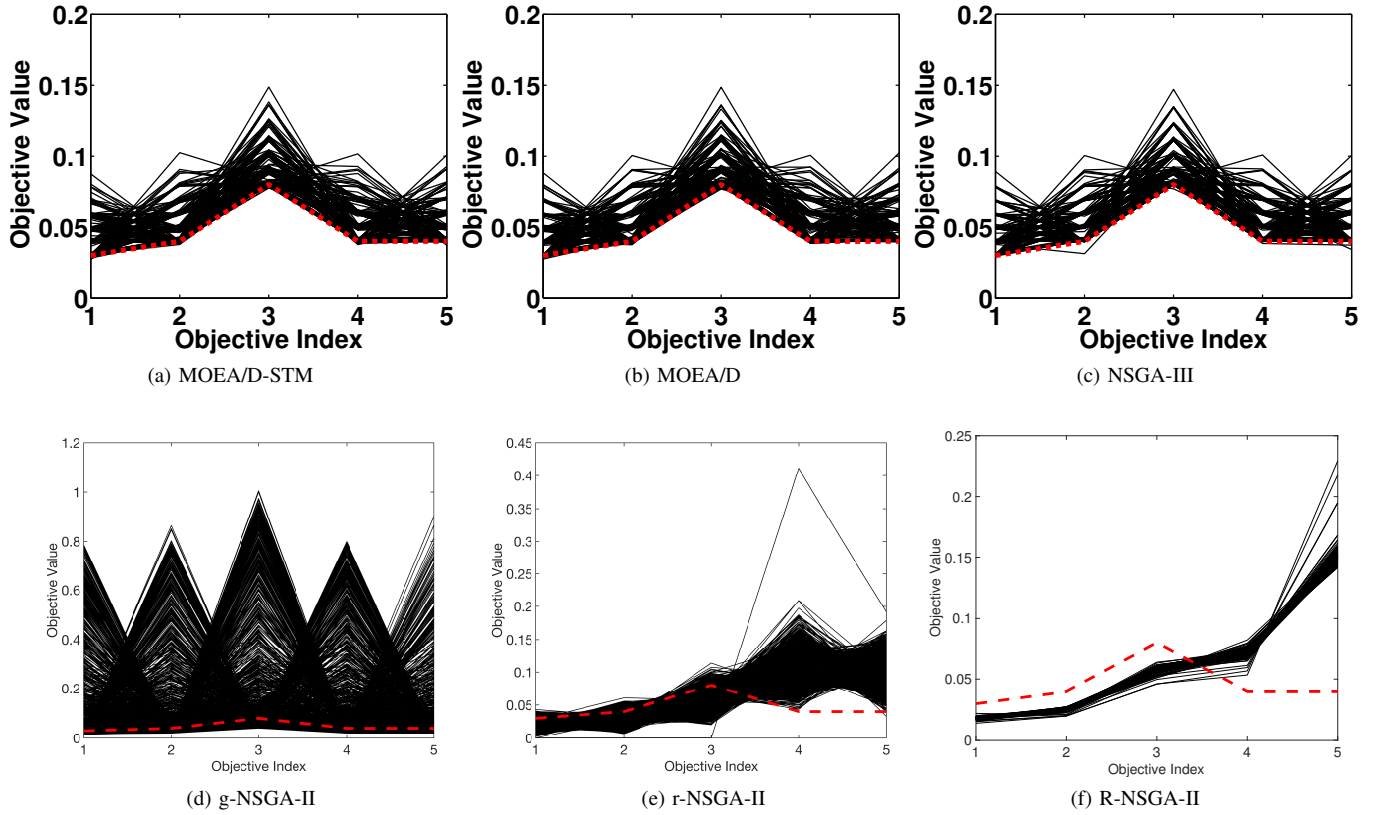 0.2
0.15
0.1
0.05
0
Objective Value
1 2 3 4 5
Objective Index
(a) MOEA/D-STM
0.2
0.15
0.1
0.05
0
Objective Value
1 2 3 4 5
Objective Index
(b) MOEA/D
0.2
0.15
0.1
0.05
0
Objective Value
1 2 3 4 5
Objective Index
(c) NSGA-III
1.2
1
0.8
0.6
0.4
0.2
0
Objective Value
1 2 3 4 5
Objective Index
(d) g-NSGA-II
0.45
0.4
0.35
0.3
0.25
0.2
0.15
0.1
0.05
0
Objective Value
1 2 3 4 5
Objective Index
(e) r-NSGA-II
0.25
0.2
0.15
0.1
0.05
0
Objective Value
1 2 3 4 5
Objective Index
(f) R-NSGA-II